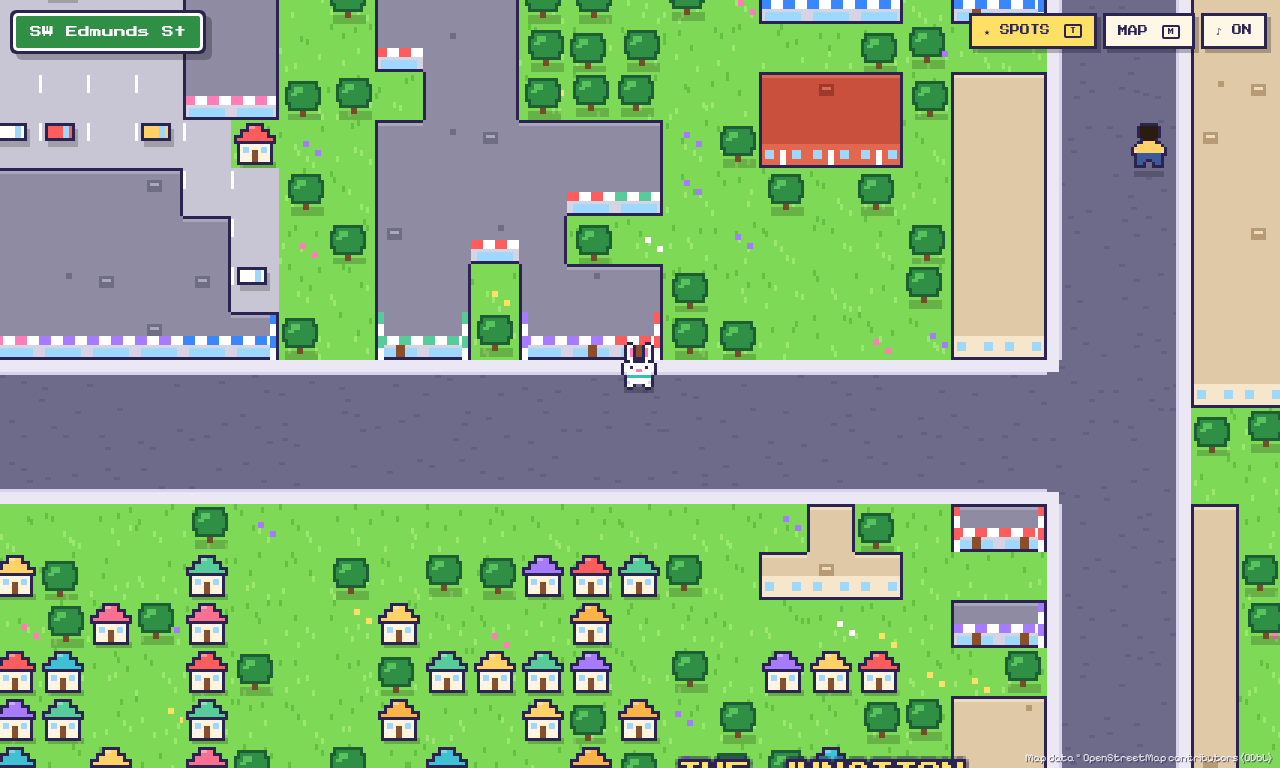 SW Edmunds St
★ SPOTS T
MAP M
♪ ON
Map data © OpenStreetMap contributors (ODbL)